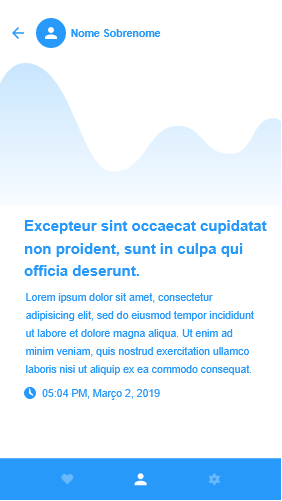 Nome Sobrenome
Excepteur sint occaecat cupidatat
non proident, sunt in culpa qui
officia deserunt.
Lorem ipsum dolor sit amet, consectetur
adipisicing elit, sed do eiusmod tempor incididunt
ut labore et dolore magna aliqua. Ut enim ad
minim veniam, quis nostrud exercitation ullamco
laboris nisi ut aliquip ex ea commodo consequat.
05:04 PM, Março 2, 2019